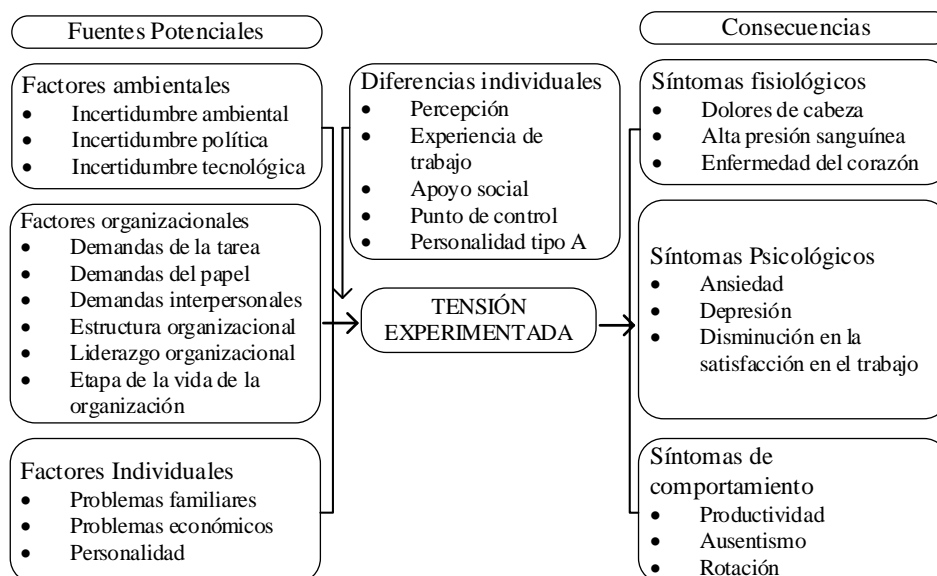 Fuentes Potenciales
Factores ambientales
• Incertidumbre ambiental
• Incertidumbre política
• Incertidumbre tecnológica
Factores organizacionales
• Demandas de la tarea
• Demandas del papel
• Demandas interpersonales
• Estructura organizacional
• Liderazgo organizacional
• Etapa de la vida de la
organización
Factores Individuales
• Problemas familiares
• Problemas económicos
• Personalidad
Diferencias individuales
• Percepción
• Experiencia de
trabajo
• Apoyo social
• Punto de control
• Personalidad tipo A
TENSIÓN
EXPERIMENTADA
Consecuencias
Síntomas fisiológicos
• Dolores de cabeza
• Alta presión sanguínea
• Enfermedad del corazón
Síntomas Psicológicos
• Ansiedad
• Depresión
• Disminución en la
satisfacción en el trabajo
Síntomas de
comportamiento
• Productividad
• Ausentismo
• Rotación